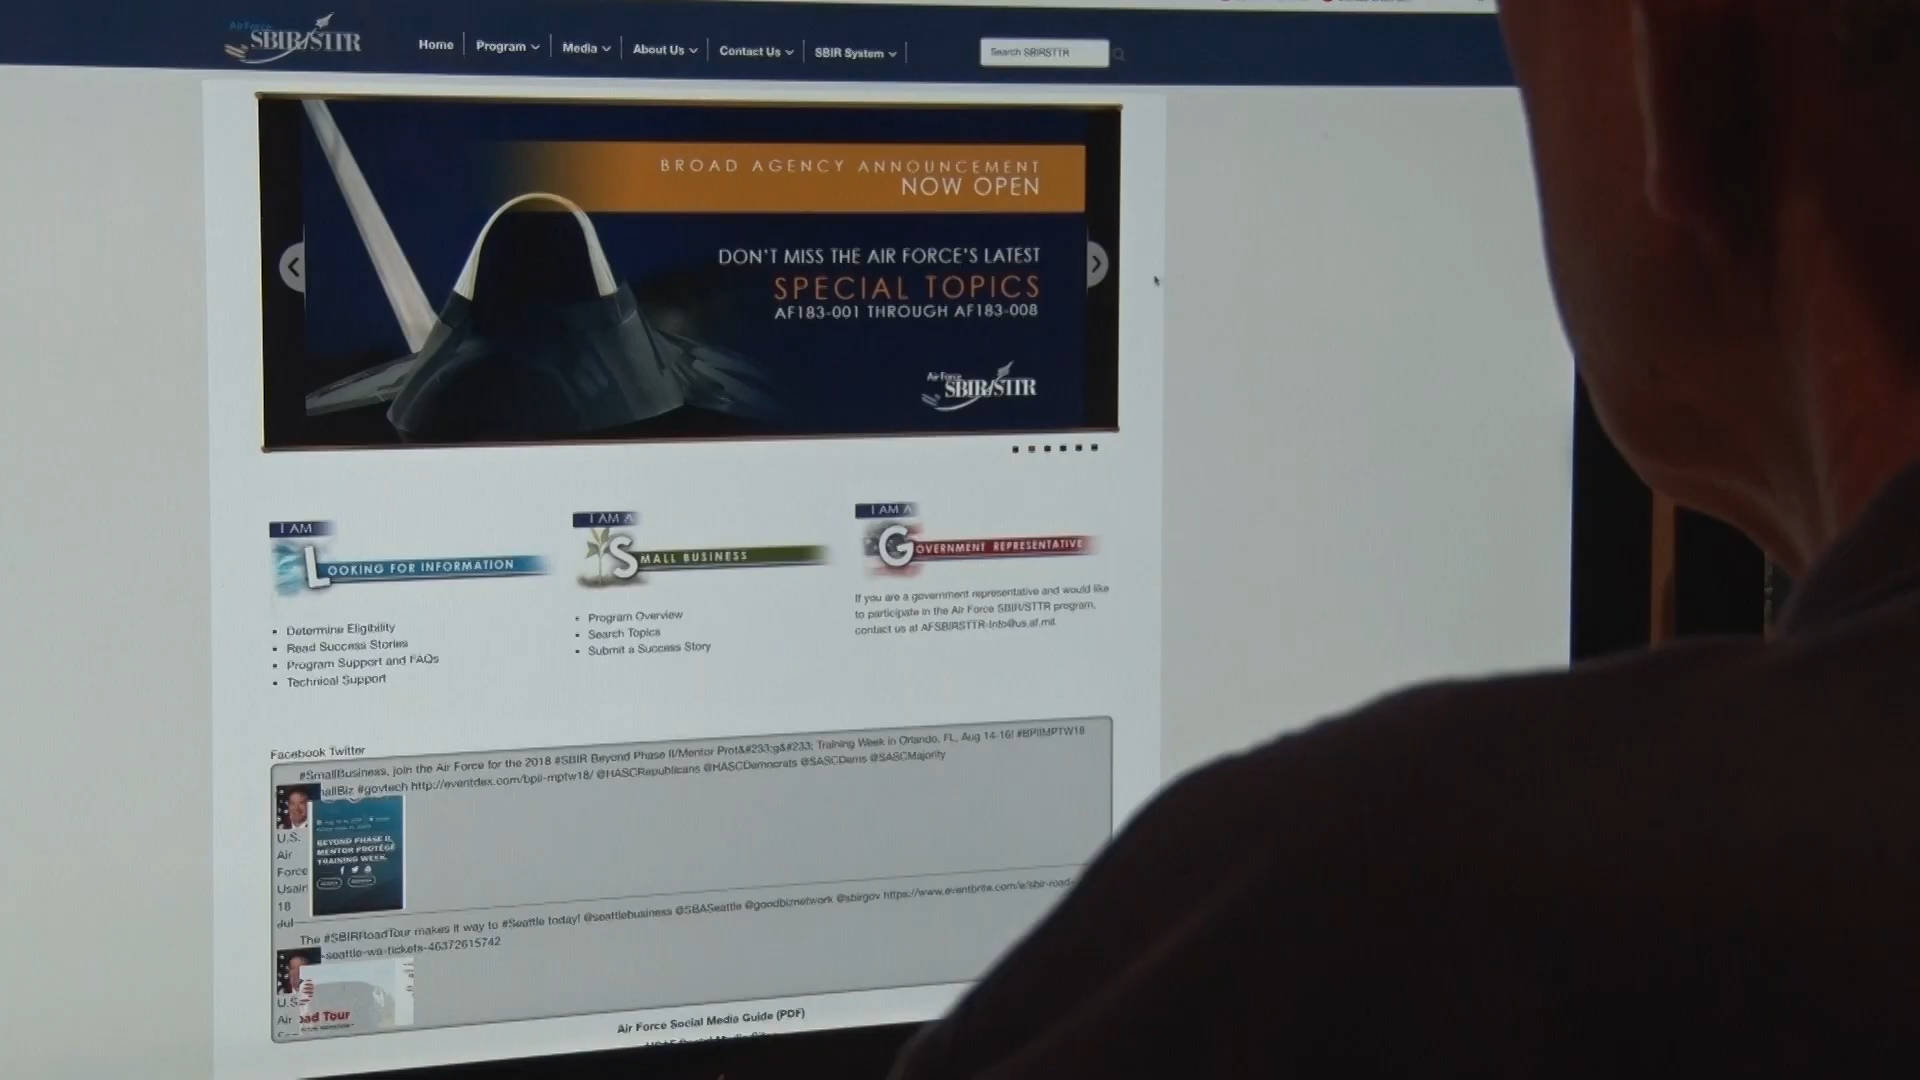 Air Force
SBIR/STTR
Home
Program
Media
About Us
Contact Us
SBIR System
Search SBIRSTTR
BROAD AGENCY ANNOUNCEMENT
NOW OPEN
DON'T MISS THE AIR FORCE'S LATEST
SPECIAL TOPICS
AF183-001 THROUGH AF183-008
Air Force
SBIR/STTR
I AM
LOOKING FOR INFORMATION
Determine Eligibility
Read Success Stories
Program Support and FAQs
Technical Support
I AM A
SMALL BUSINESS
Program Overview
Search Topics
Submit a Success Story
I AM A
GOVERNMENT REPRESENTATIVE
If you are a government representative and would like
to participate in the Air Force SBIR/STTR program,
contact us at AFSBIRSTTR-Info@us.af.mil.
Facebook Twitter
#SmallBusiness, join the Air Force for the 2018 #SBIR Beyond Phase II/Mentor Prot&#233;g&#233; Training Week in Orlando, FL, Aug 14-16! #BPIIMPTW18
allBiz #govtech http://eventdex.com/bpii-mptw18/ @HASCRepublicans @HASCDemocrats @SASCDems @SASCMajority
BEYOND PHASE II,
MENTOR PROTÉGÉ
TRAINING WEEK
U.S.
Air
Force
Usairf
18
Jul
The #SBIRRoadTour makes it way to #Seattle today! @seattlebusiness @SBASeattle @goodbiznetwork @sbirgov https://www.eventbrite.com/e/sbir-road-
-seattle-wa-tickets-46372615742
U.S.
Air
oad Tour
Air Force Social Media Guide (PDF)